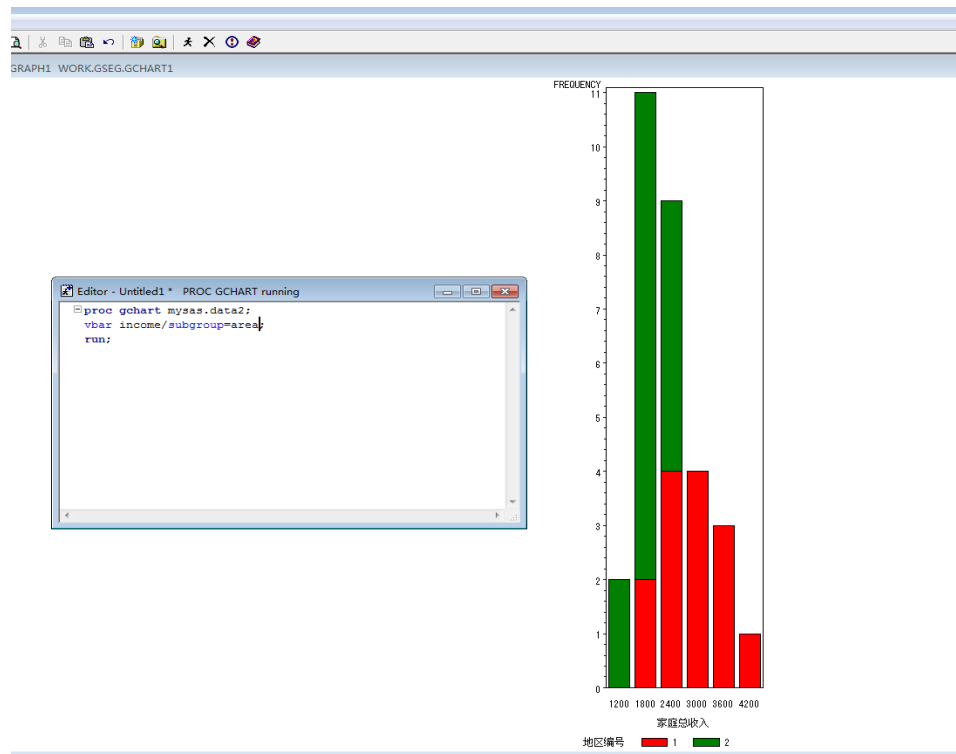 GRAPH1 WORK.GSEG.GCHART1
Editor - Untitled1 * PROC GCHART running
proc gchart mysas.data2;
vbar income/subgroup=area;
run;
FREQUENCY
11
10
9
8
7
6
5
4
3
2
1
0
1200 1800 2400 3000 3600 4200
家庭总收入
地区编号 1 2